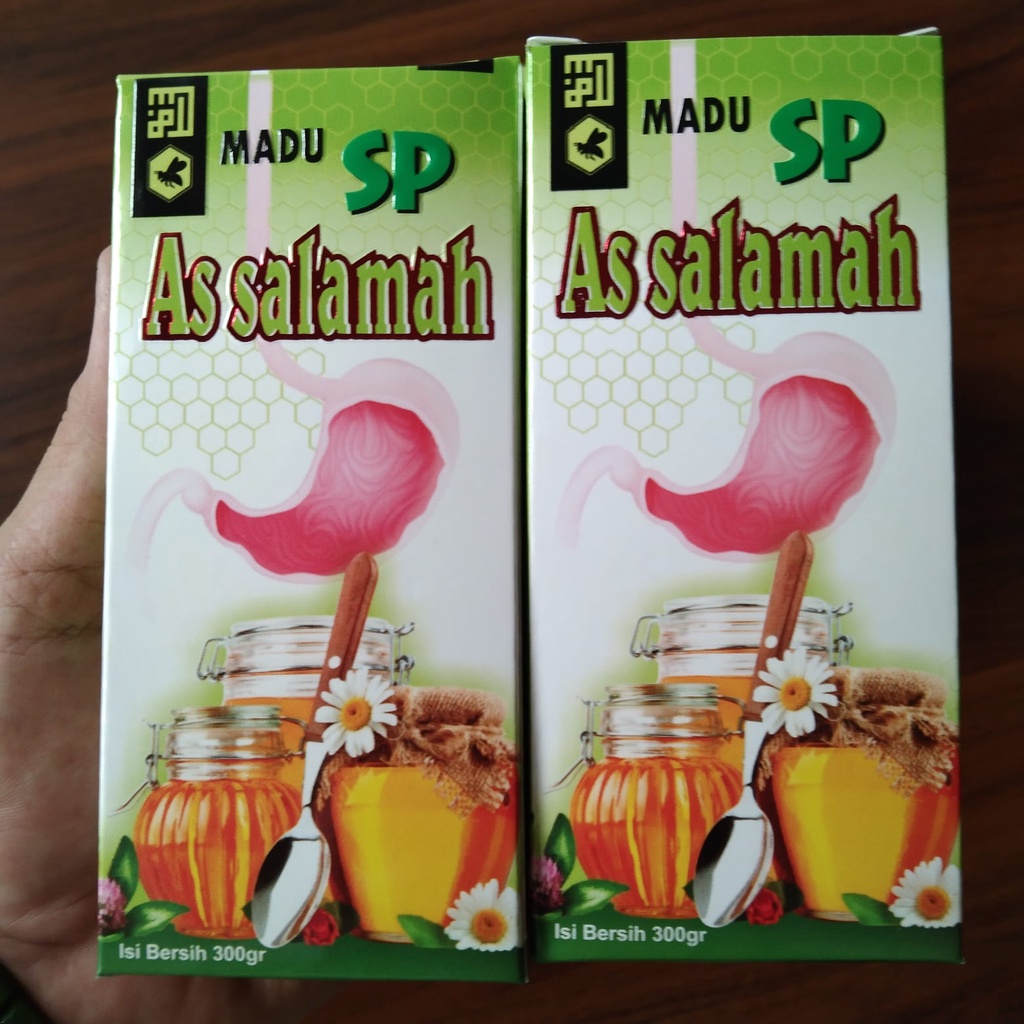 MADU SP
As salamah
Isi Bersih 300gr
MADU SP
As salamah
Isi Bersih 300gr